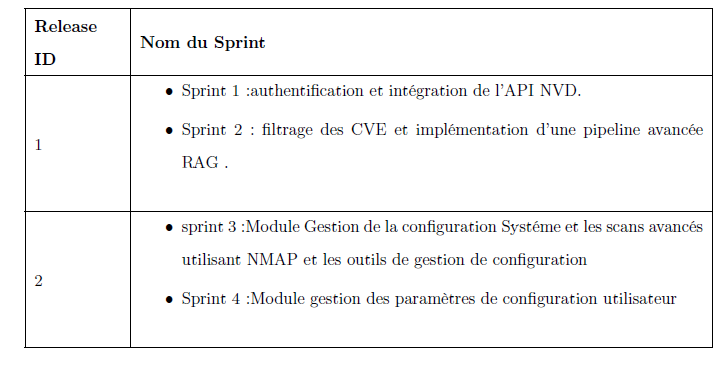 Release
ID
Nom du Sprint
1
• Sprint 1 :authentification et intégration de l'API NVD.
• Sprint 2 : filtrage des CVE et implémentation d'une pipeline avancée
RAG .
2
• sprint 3 :Module Gestion de la configuration Systéme et les scans avancés
utilisant NMAP et les outils de gestion de configuration
• Sprint 4 :Module gestion des paramètres de configuration utilisateur